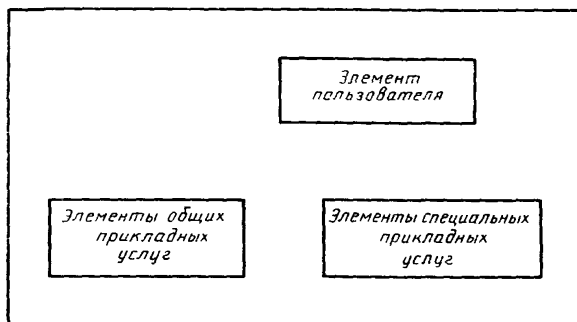 Элемент
пользователя
Элементы общих
прикладных
услуг
Элементы специальных
прикладных
услуг